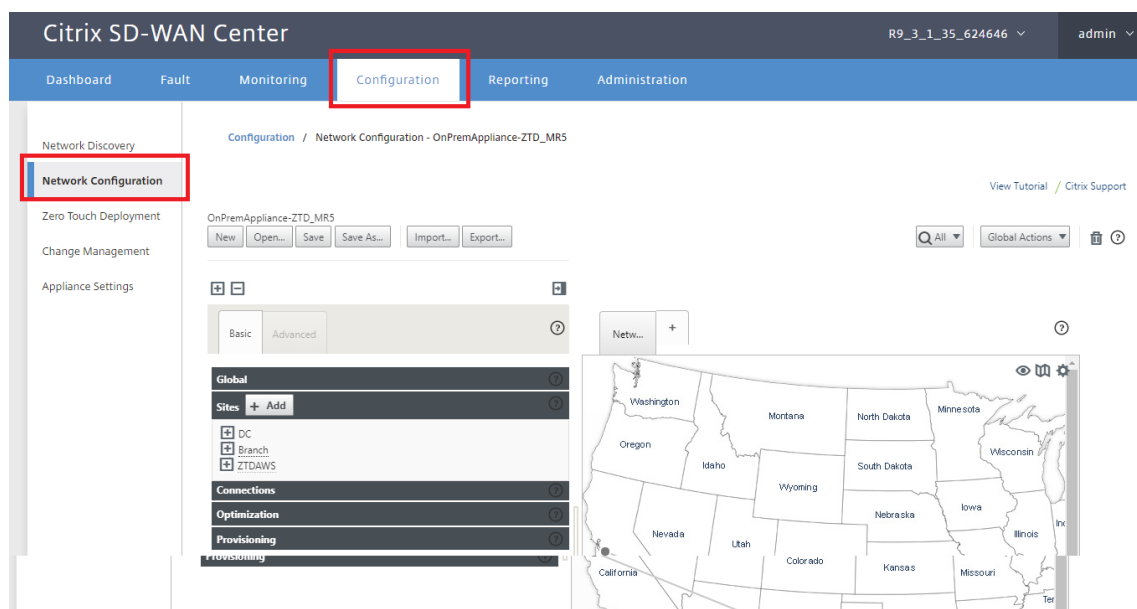 Citrix SD-WAN Center
R9_3_1_35_624646
admin
Dashboard Fault Monitoring Configuration Reporting Administration
Network Discovery
Network Configuration
Zero Touch Deployment
Change Management
Appliance Settings
Configuration / Network Configuration - OnPremAppliance-ZTD_MR5
View Tutorial / Citrix Support
OnPremAppliance-ZTD_MR5
New Open... Save Save As... Import... Export...
All Global Actions
Basic Advanced
Global
Sites + Add
DC
Branch
ZTDAWS
Connections
Optimization
Provisioning
Provisioning
Netw... +
Washington
Montana
North Dakota
Minnesota
Oregon
Idaho
South Dakota
Wisconsin
Wyoming
Nebraska
Iowa
Illinois
Nevada
Utah
Colorado
Kansas
Missouri
California